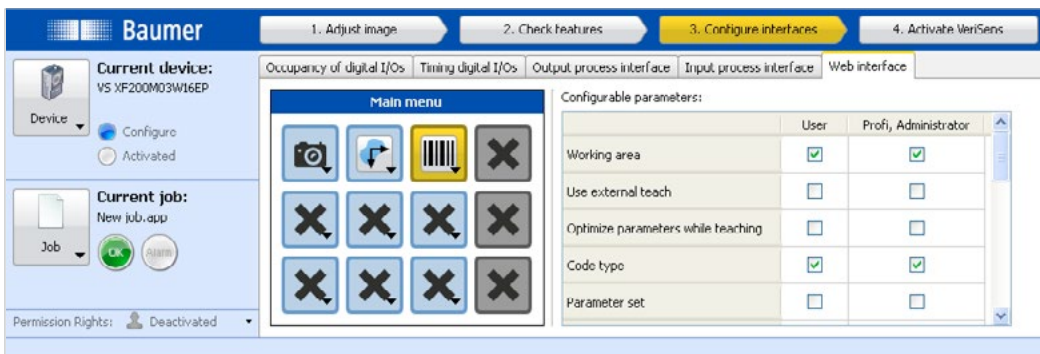 Baumer
1. Adjust image
2. Check features
3. Configure interfaces
4. Activate VeriSens
Current device:
VS XF200M03W16EP
Device
Configure
Activated
Current job:
New job.app
Job
OK
Alarm
Permission Rights:
Deactivated
Occupancy of digital I/Os
Timing digital I/Os
Output process interface
Input process interface
Web interface
Main menu
Configurable parameters:
User
Profi, Administrator
Working area
Use external teach
Optimize parameters while teaching
Code type
Parameter set